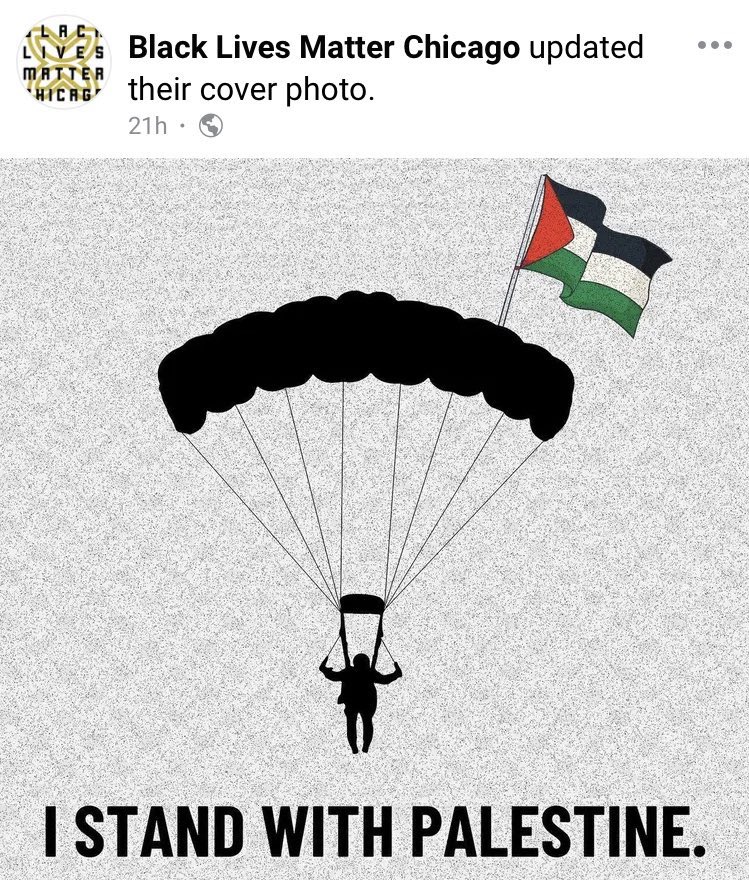 BLACK
LIVES
MATTER
CHICAGO
Black Lives Matter Chicago updated
their cover photo.
21h ·
I STAND WITH PALESTINE.